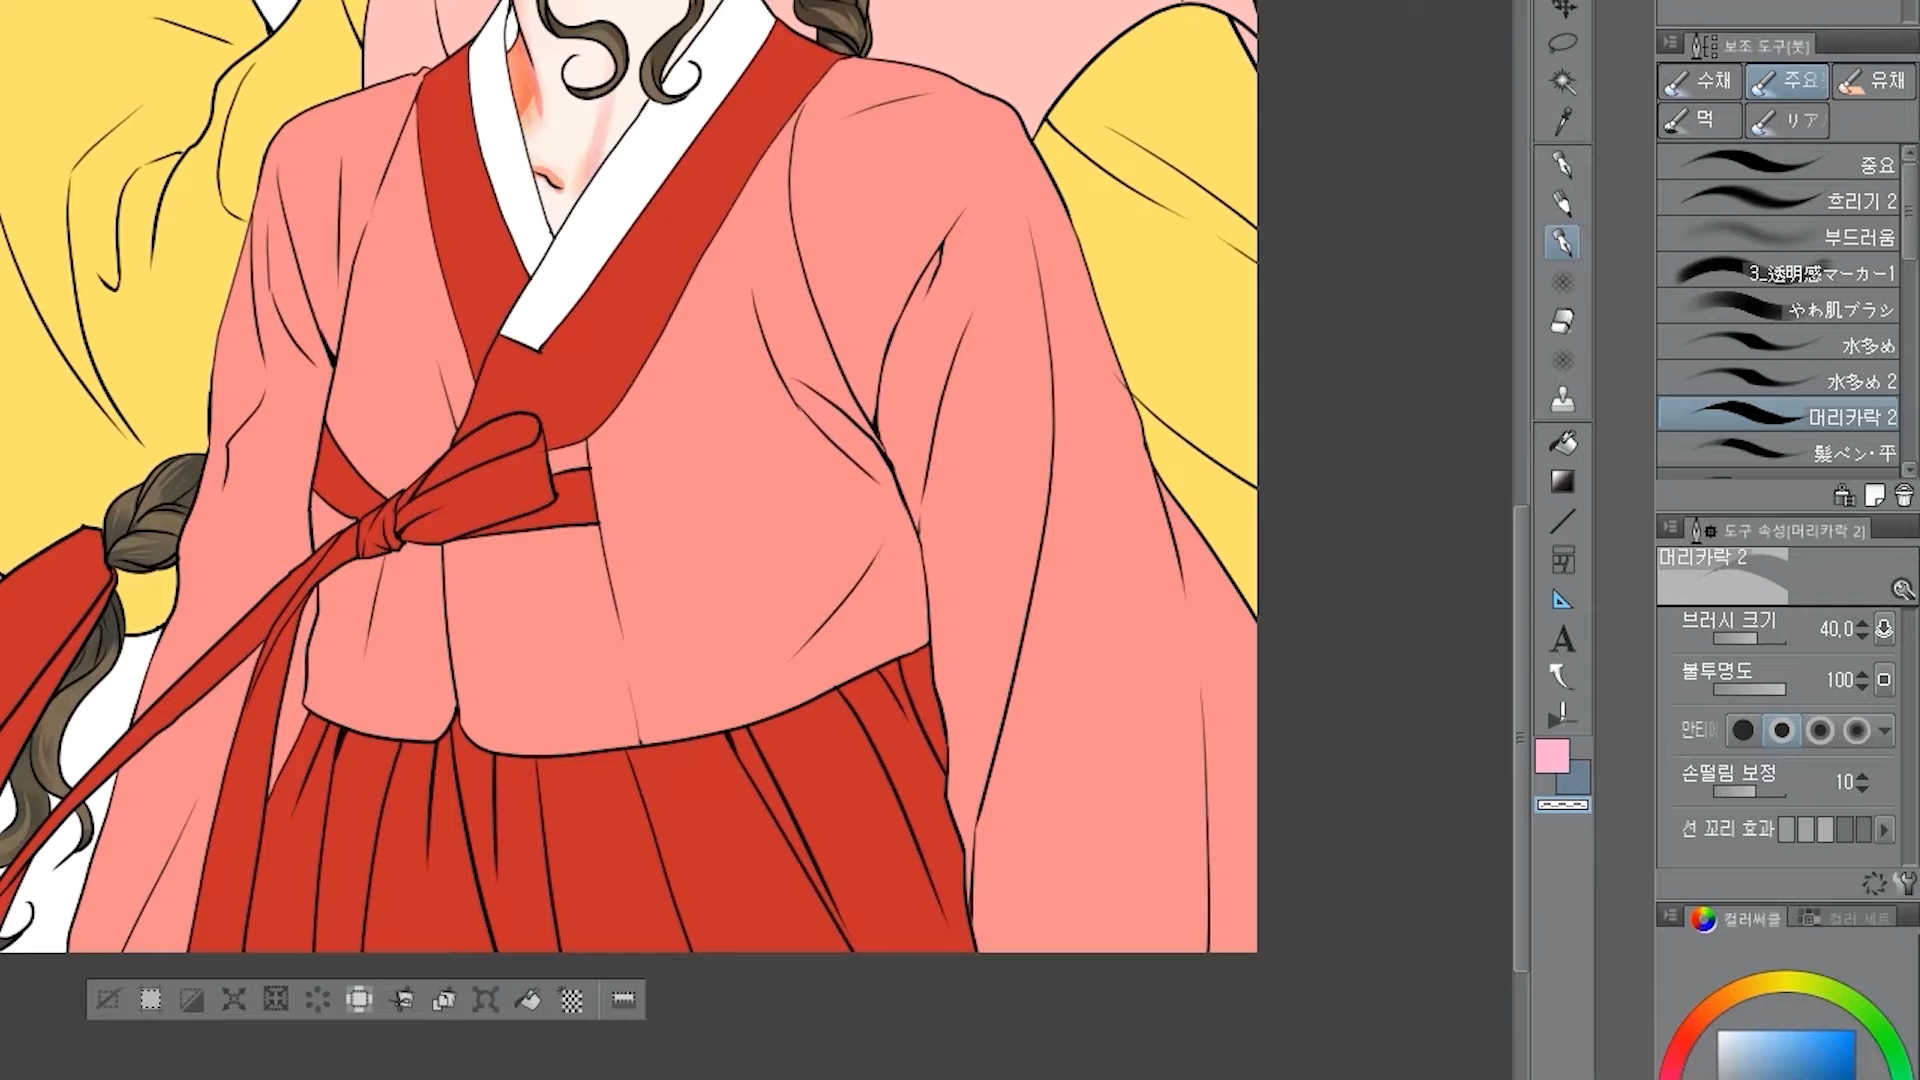 보조 도구[붓]
수채
주요
유채
먹
リア
중요
흐리기 2
부드러움
3_透明感マーカー1
やわ肌ブラシ
水多め
水多め 2
머리카락 2
髪ペン・平
도구 속성[머리카락 2]
머리카락 2
브러시 크기 40.0
불투명도 100
안티에
손떨림 보정 10
션 꼬리 효과
컬러써클
컬러 세트
A